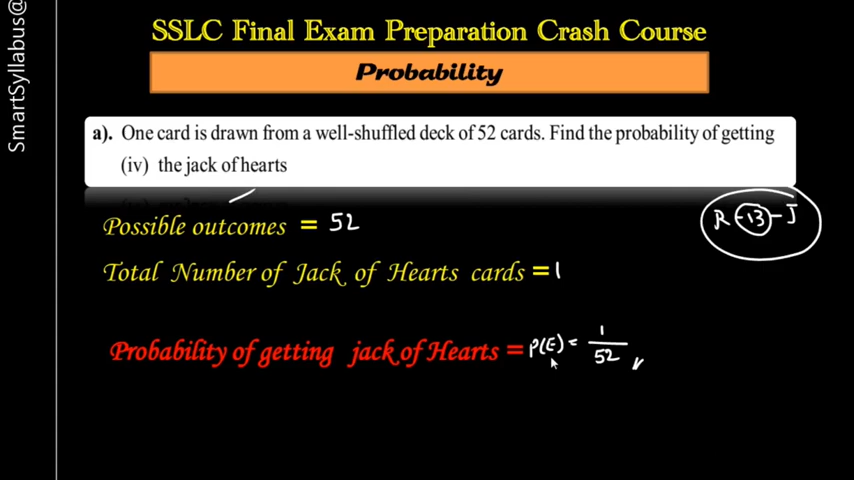 SmartSyllabus@
SSLC Final Exam Preparation Crash Course
Probability
a). One card is drawn from a well-shuffled deck of 52 cards. Find the probability of getting
(iv) the jack of hearts
Possible outcomes = 52
R - 13 - J
Total Number of Jack of Hearts cards = 1
Probability of getting jack of Hearts = P(E) = 1/52